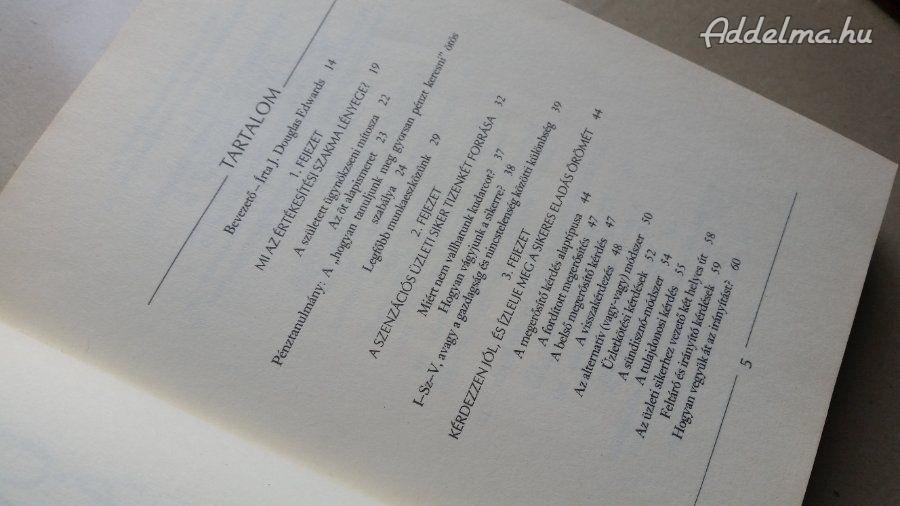 Addelma.hu
TARTALOM
Bevezető – Írta J. Douglas Edwards 14
1. FEJEZET
MI AZ ÉRTÉKESÍTÉSI SZAKMA LÉNYEGE? 19
A született ügynökzseni mítosza 22
Az öt alapismeret 23
Pénztanulmány: A „hogyan tanuljunk meg gyorsan pénzt keresni” ötös
szabálya 24
Legfőbb munkaeszközünk 29
2. FEJEZET
A SZENZÁCIÓS ÜZLETI SIKER TIZENKÉT FORRÁSA 32
Miért nem vallhatunk kudarcot? 37
Hogyan vágyjunk a sikerre? 38
I–Sz–V, avagy a gazdagság és nincstelenség közötti különbség 39
3. FEJEZET
KÉRDEZZEN JÓL, ÉS ÍZLELJE MEG A SIKERES ELADÁS ÖRÖMÉT 44
A megerősítő kérdés alaptípusa 44
A fordított megerősítés 47
A belső megerősítő kérdés 47
A visszakérdezés 48
Az alternatív (vagy-vagy) módszer 50
Üzletkötési kérdések 52
A sündisznó-módszer 54
A tulajdonosi kérdés 55
Az üzleti sikerhez vezető két helyes út 58
Feltáró és irányító kérdések 59
Hogyan vegyük át az irányítást? 60
5